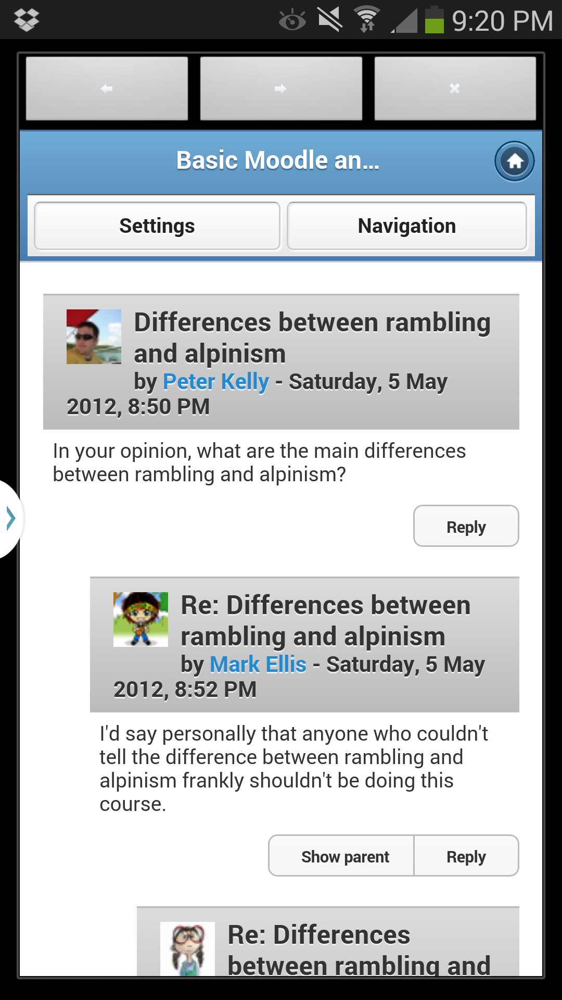 9:20 PM
Basic Moodle an...
Settings
Navigation
Differences between rambling
and alpinism
by Peter Kelly - Saturday, 5 May
2012, 8:50 PM
In your opinion, what are the main differences
between rambling and alpinism?
Reply
Re: Differences between
rambling and alpinism
by Mark Ellis - Saturday, 5 May
2012, 8:52 PM
I'd say personally that anyone who couldn't
tell the difference between rambling and
alpinism frankly shouldn't be doing this
course.
Show parent
Reply
Re: Differences
between rambling and